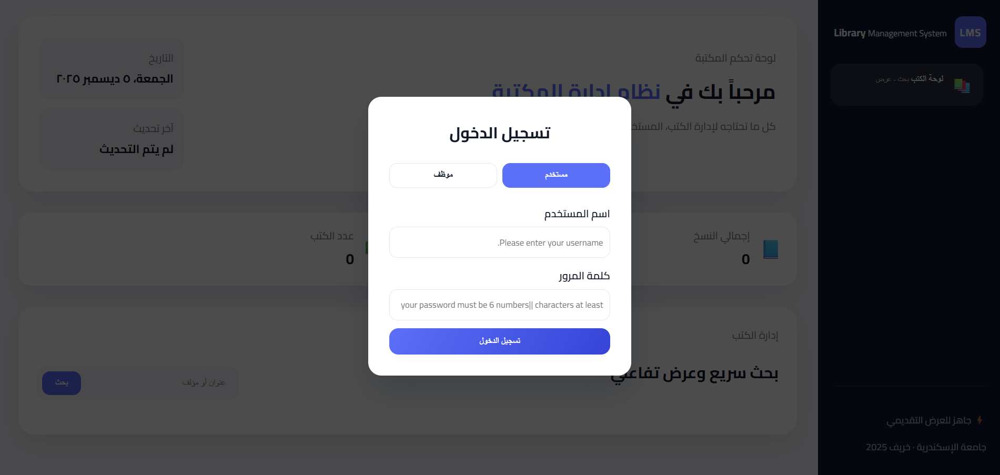 LMS
Library Management System
لوحة الكتب بحث - عرض
⚡ جاهز للعرض التقديمي
جامعة الإسكندرية · خريف 2025
لوحة تحكم المكتبة
مرحباً بك في نظام إدارة المكتبة
كل ما تحتاجه لإدارة الكتب،
التاريخ
الجمعة، ٥ ديسمبر ٢٠٢٥
آخر تحديث
لم يتم التحديث
إجمالي النسخ
0
عدد الكتب
0
إدارة الكتب
بحث سريع وعرض تفاعلي
عنوان أو مؤلف
بحث
تسجيل الدخول
مستخدم
موظف
اسم المستخدم
.Please enter your username
كلمة المرور
your password must be 6 numbers|| characters at least
تسجيل الدخول